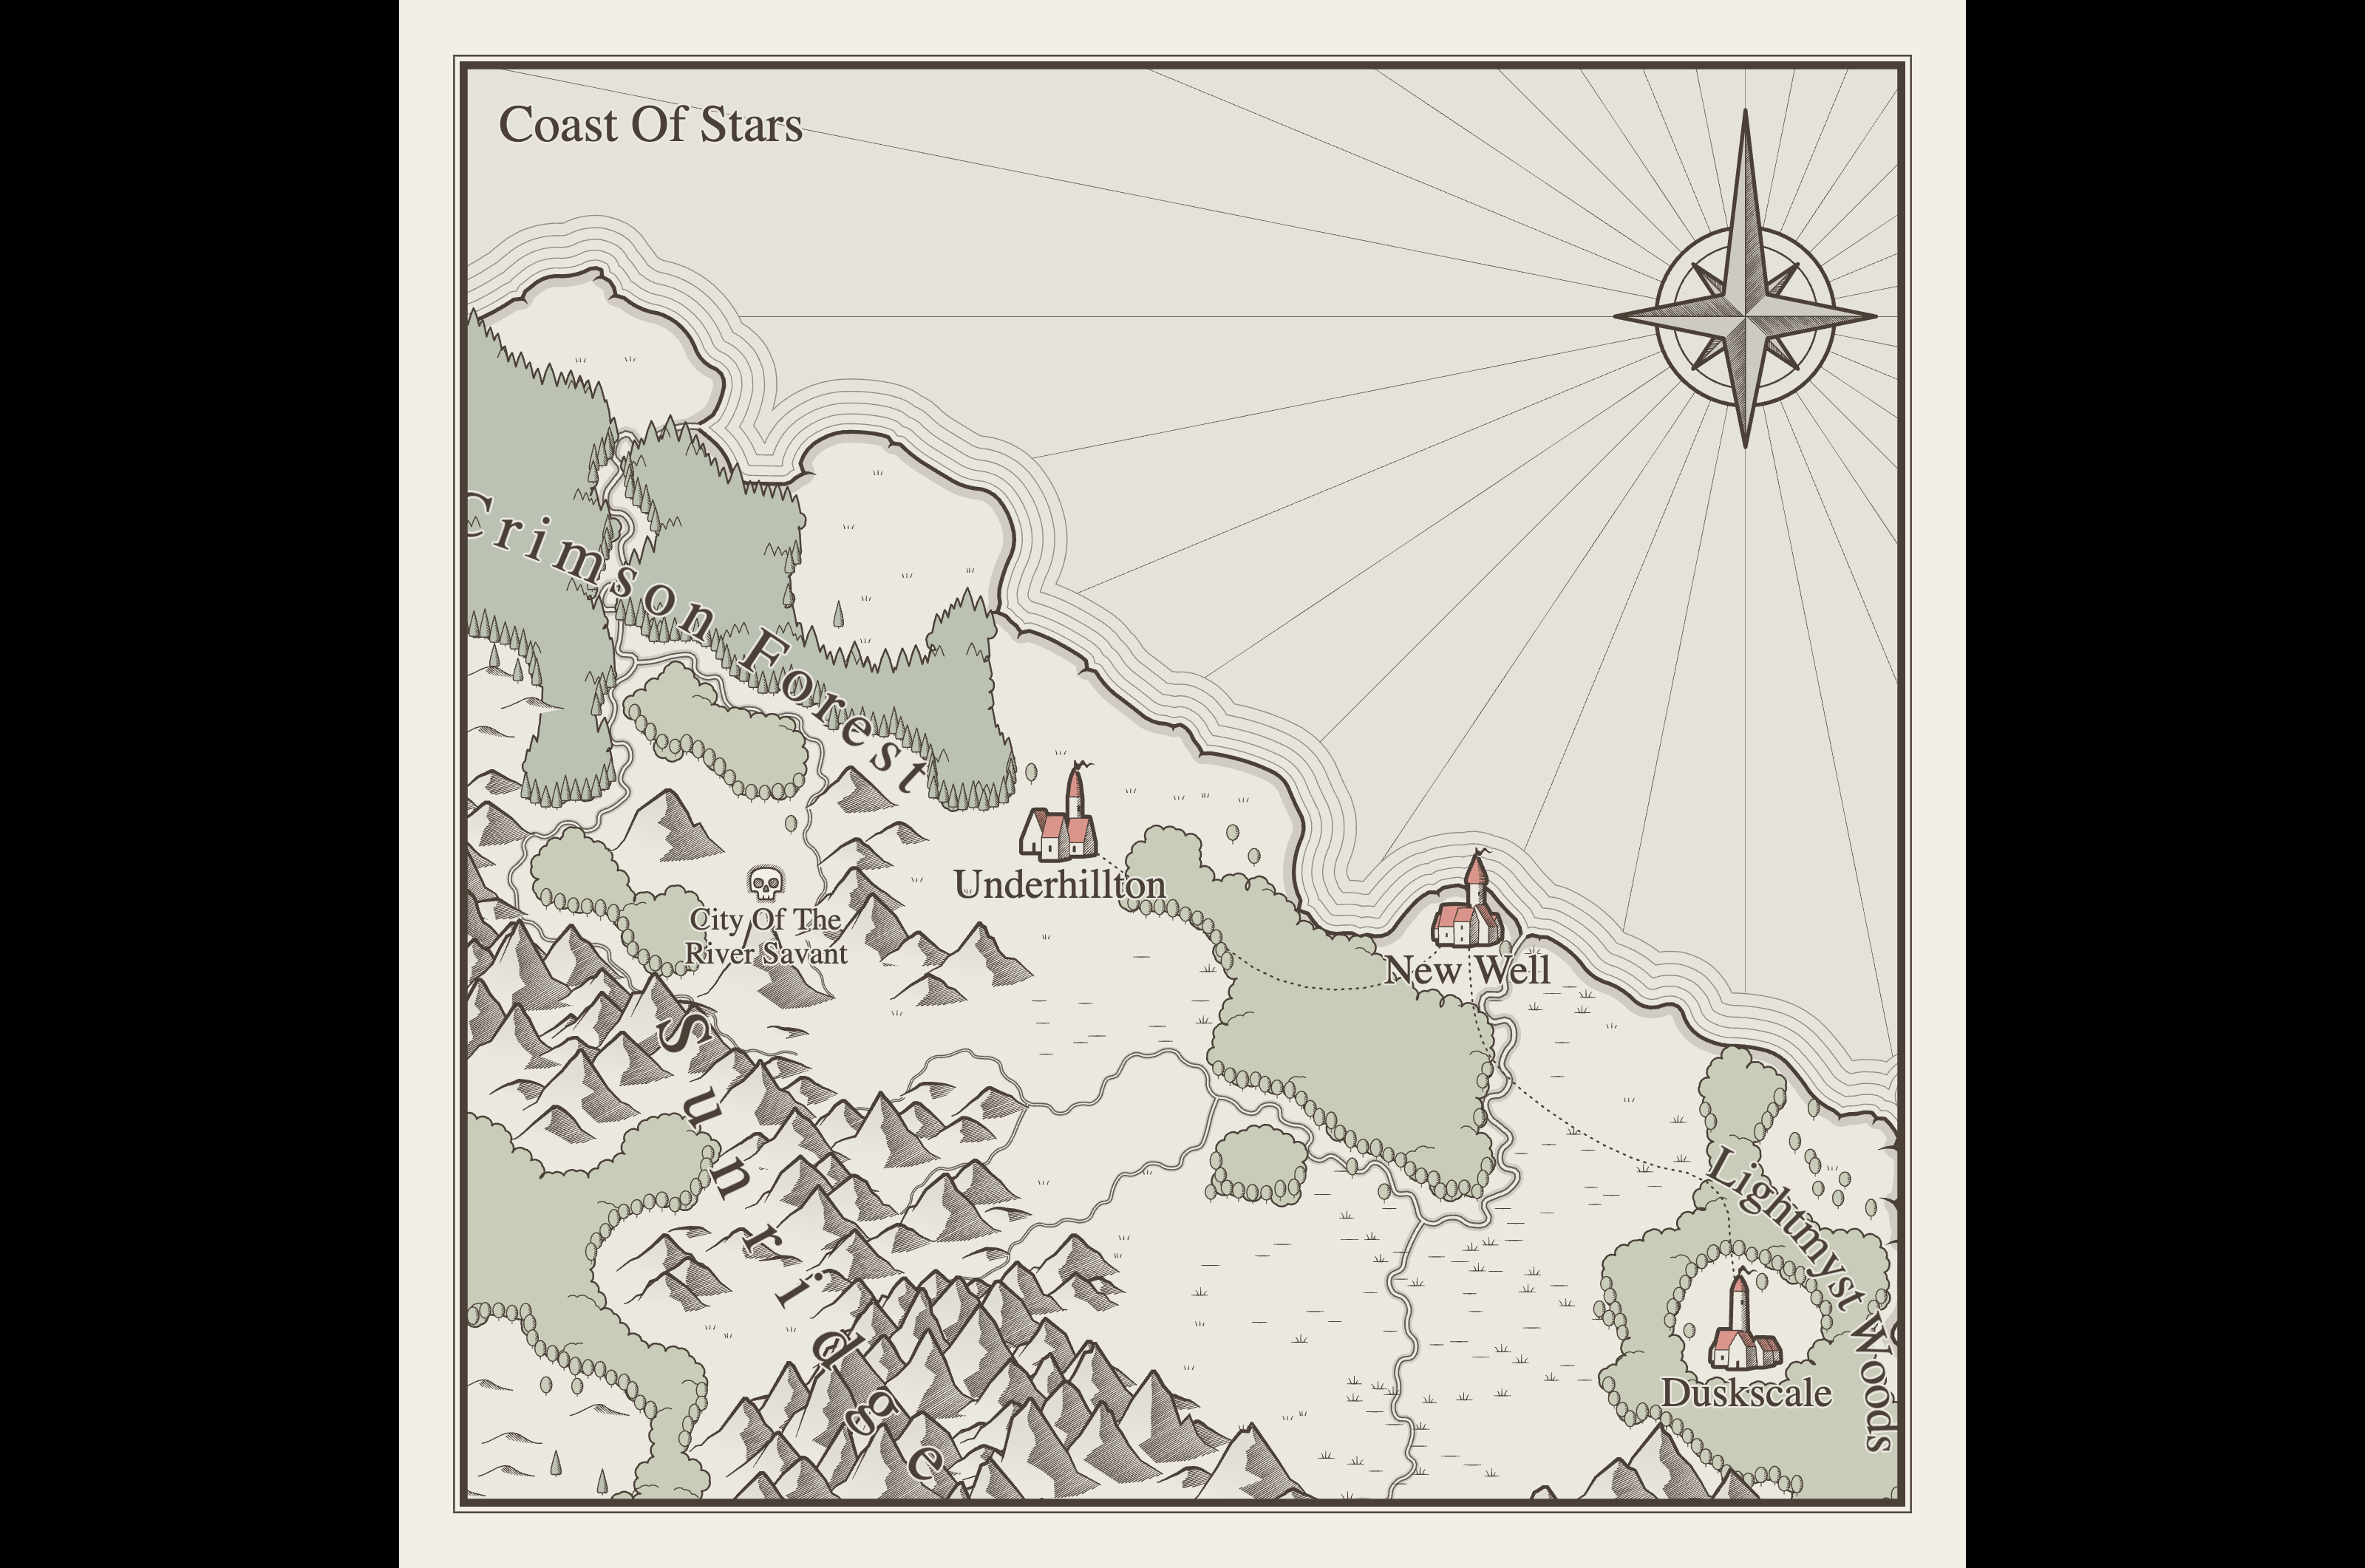 Coast Of Stars
Crimson Forest
Underhillton
City Of The
River Savant
New Well
Sunridge
Lightmyst Woods
Duskscale